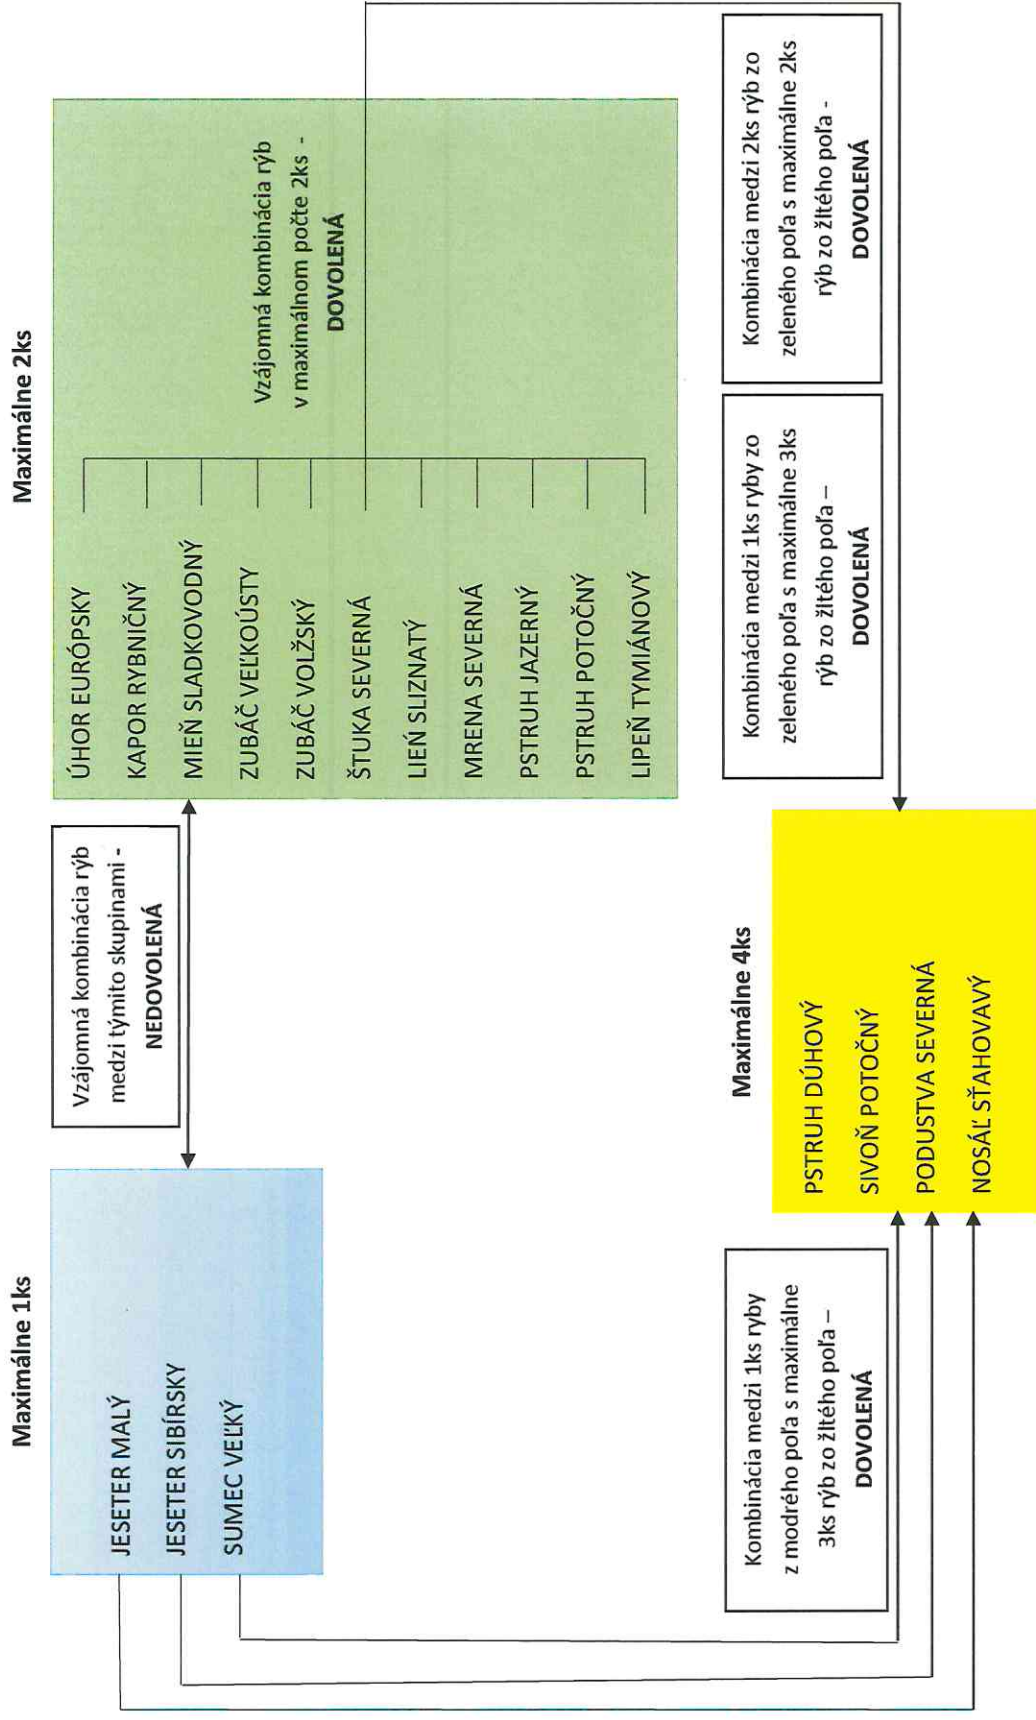 Maximálne 1ks
JESETER MALÝ
JESETER SIBÍRSKY
SUMEC VEĽKÝ
Vzájomná kombinácia rýb
medzi týmito skupinami -
NEDOVOLENÁ
Maximálne 2ks
ÚHOR EURÓPSKY
KAPOR RYBNIČNÝ
MIEŇ SLADKOVODNÝ
ZUBÁČ VEĽKOÚSTY
ZUBÁČ VOLŽSKÝ
ŠTUKA SEVERNÁ
LIEŇ SLIZNATÝ
MRENA SEVERNÁ
PSTRUH JAZERNÝ
PSTRUH POTOČNÝ
LIPEŇ TYMIÁNOVÝ
Vzájomná kombinácia rýb
v maximálnom počte 2ks -
DOVOLENÁ
Kombinácia medzi 1ks ryby
z modrého poľa s maximálne
3ks rýb zo žltého poľa –
DOVOLENÁ
Maximálne 4ks
PSTRUH DÚHOVÝ
SIVOŇ POTOČNÝ
PODUSTVA SEVERNÁ
NOSÁĽ SŤAHOVAVÝ
Kombinácia medzi 1ks ryby zo
zeleného poľa s maximálne 3ks
rýb zo žltého poľa –
DOVOLENÁ
Kombinácia medzi 2ks rýb zo
zeleného poľa s maximálne 2ks
rýb zo žltého poľa -
DOVOLENÁ